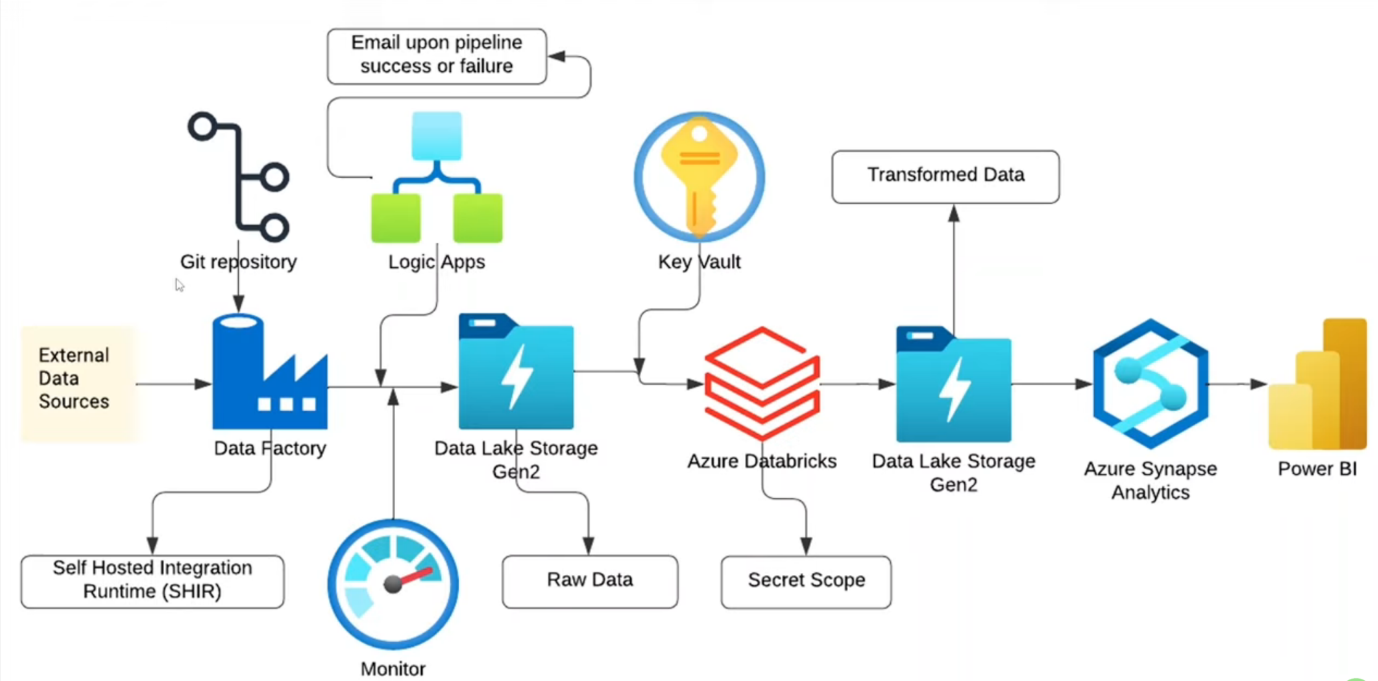 Email upon pipeline
success or failure
Transformed Data
Git repository
Logic Apps
Key Vault
External
Data
Sources
Data Factory
Data Lake Storage
Gen2
Azure Databricks
Data Lake Storage
Gen2
Azure Synapse
Analytics
Power BI
Self Hosted Integration
Runtime (SHIR)
Raw Data
Secret Scope
Monitor